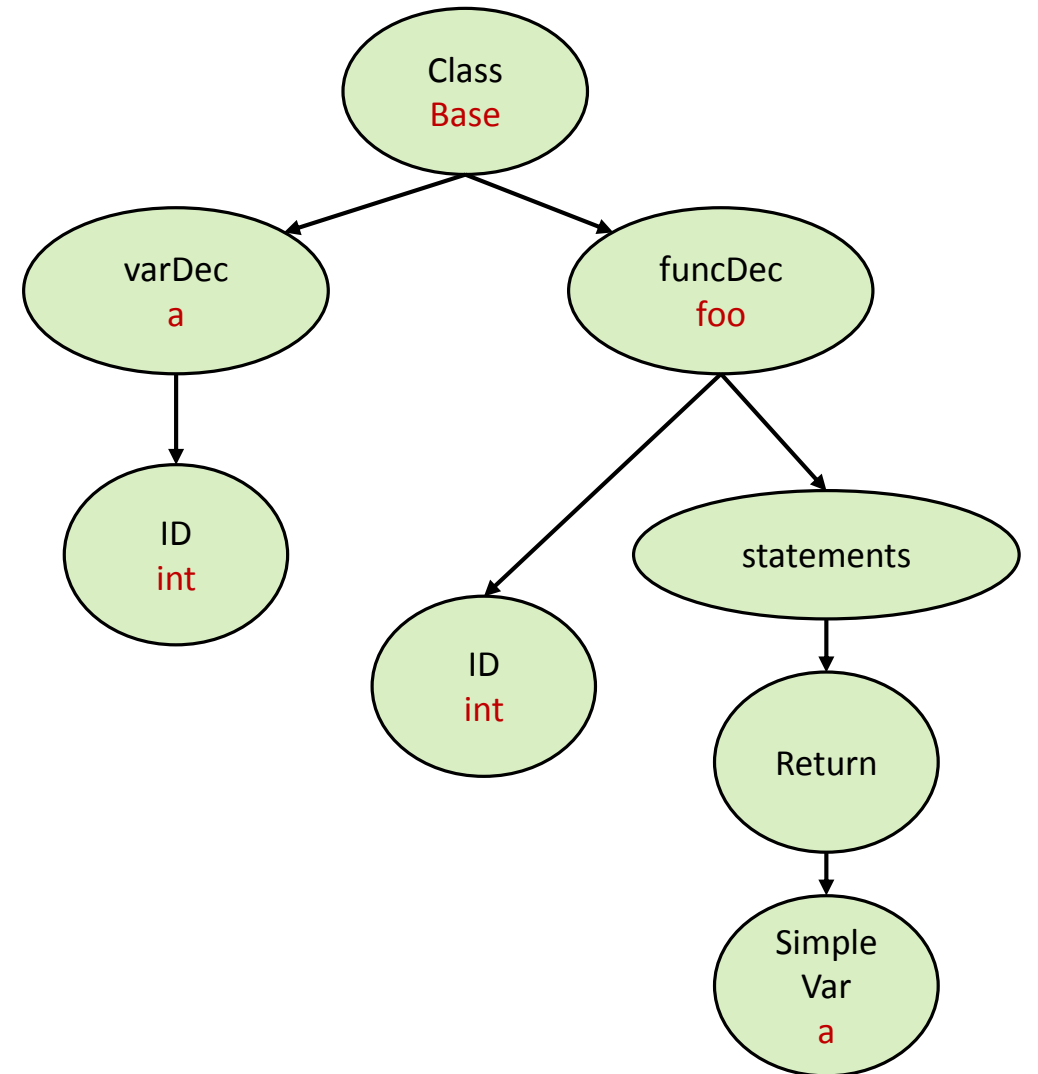 Class
Base
varDec
a
funcDec
foo
ID
int
statements
ID
int
Return
Simple
Var
a